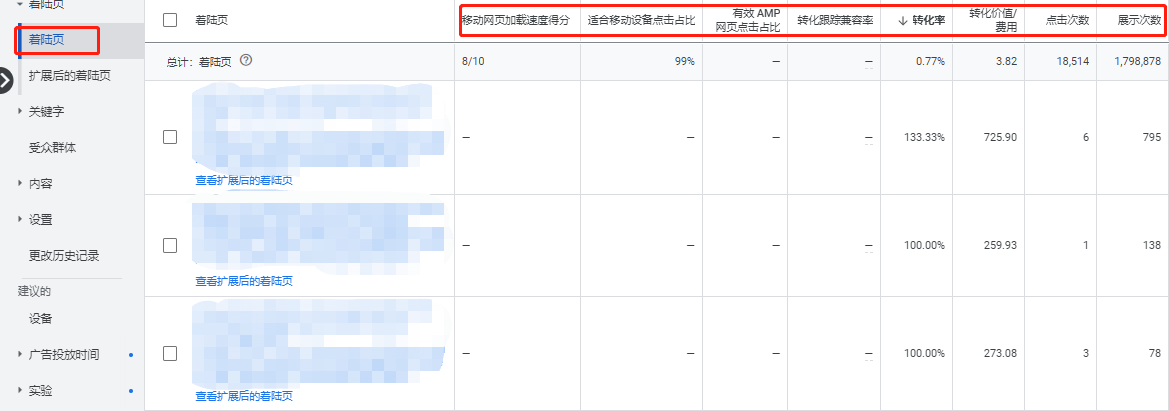 着陆页
着陆页
扩展后的着陆页
关键字
受众群体
内容
设置
更改历史记录
建议的
设备
广告投放时间
实验
着陆页 移动网页加载速度得分 适合移动设备点击占比 有效 AMP 网页点击占比 转化跟踪兼容率 ↓ 转化率 转化价值/费用 点击次数 展示次数
总计：着陆页 8/10 99% — — 0.77% 3.82 18,514 1,798,878
— — — — 133.33% 725.90 6 795
查看扩展后的着陆页
— — — — 100.00% 259.93 1 138
查看扩展后的着陆页
— — — — 100.00% 273.08 3 78
查看扩展后的着陆页